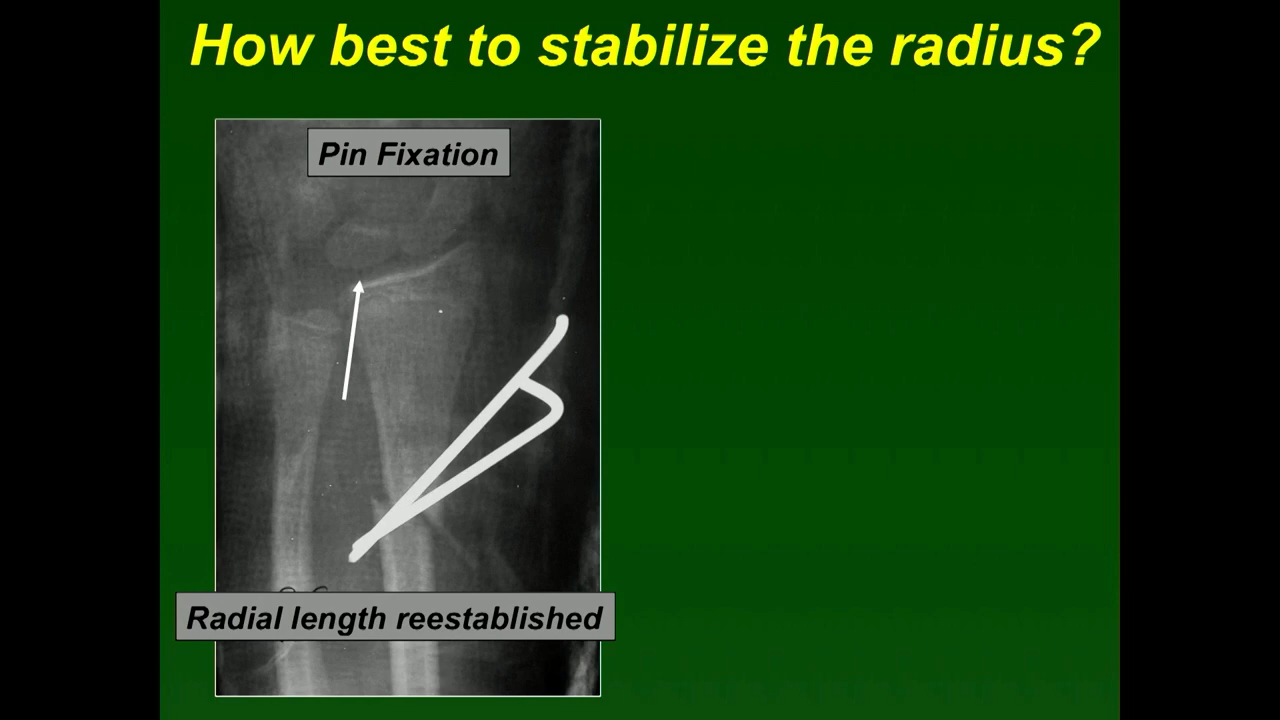 How best to stabilize the radius?
Pin Fixation
Radial length reestablished